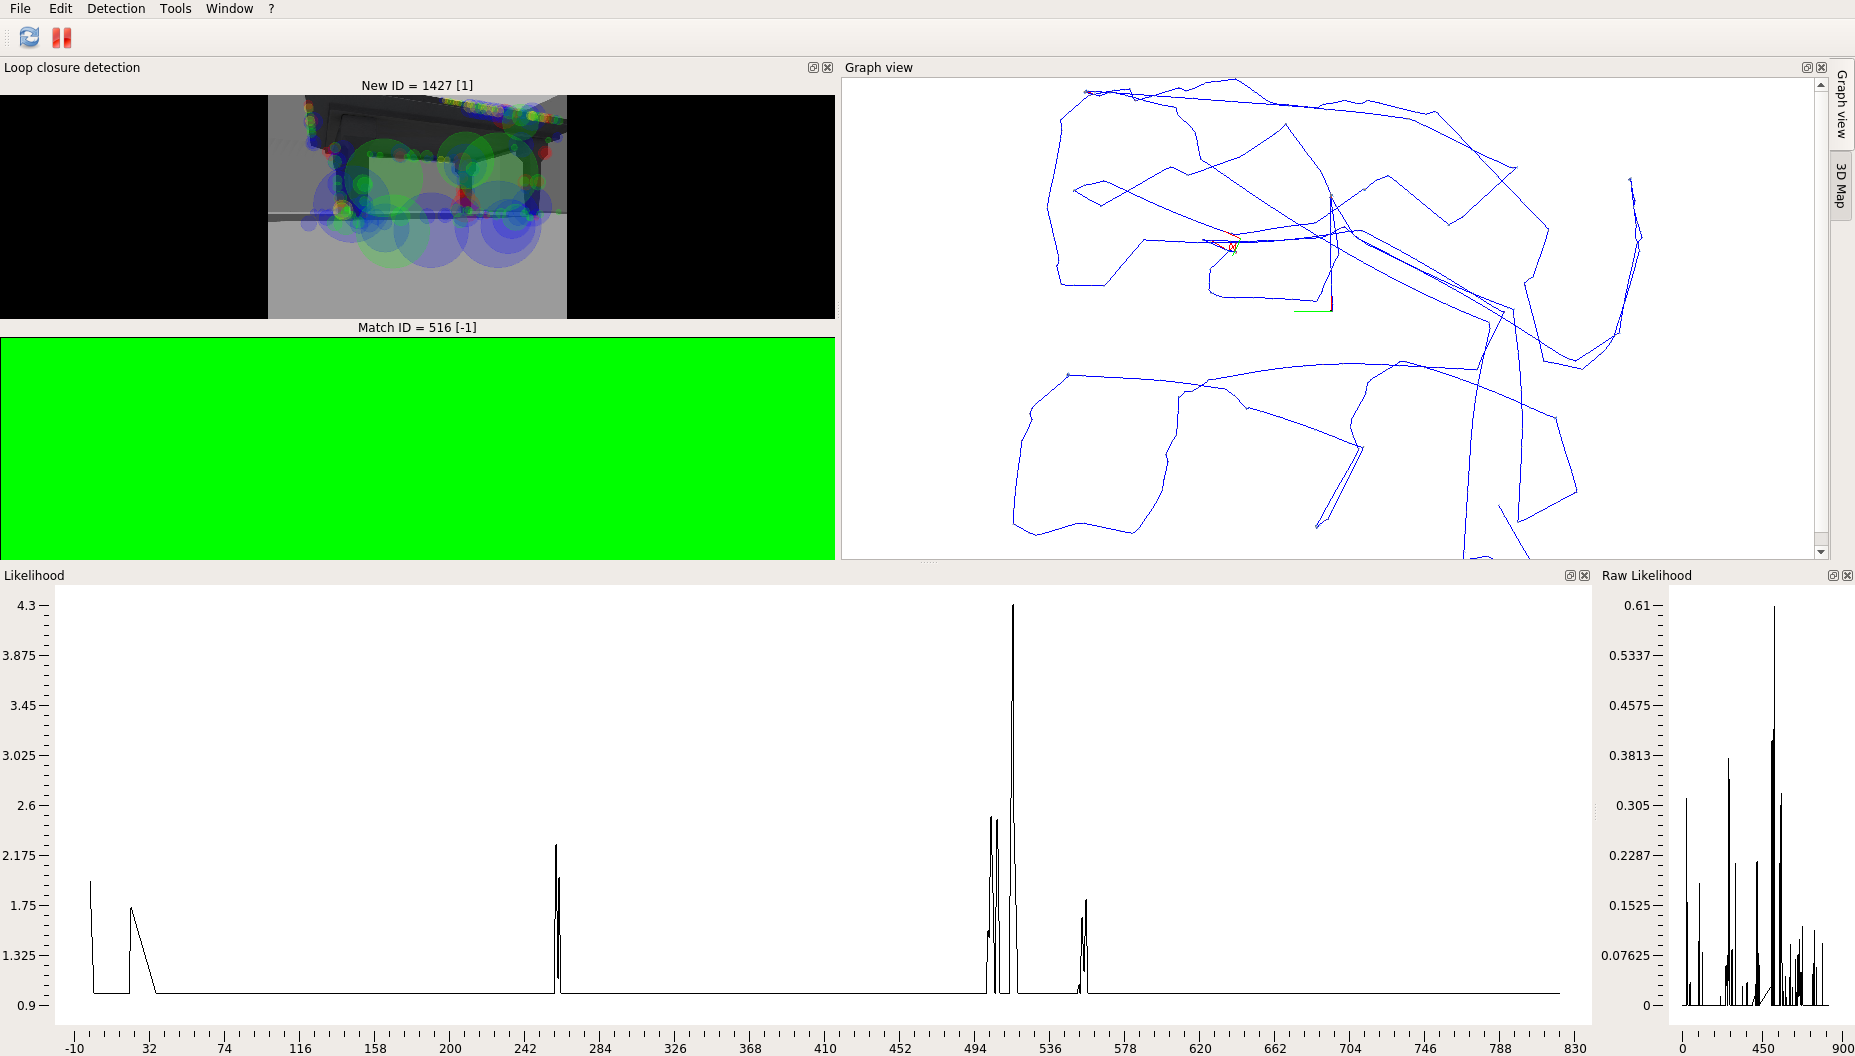 File Edit Detection Tools Window ?
Loop closure detection
New ID = 1427 [1]
Match ID = 516 [-1]
Graph view
Graph view
3D Map
Likelihood
4.3
3.875
3.45
3.025
2.6
2.175
1.75
1.325
0.9
-10 32 74 116 158 200 242 284 326 368 410 452 494 536 578 620 662 704 746 788 830
Raw Likelihood
0.61
0.5337
0.4575
0.3813
0.305
0.2287
0.1525
0.07625
0
0 450 900